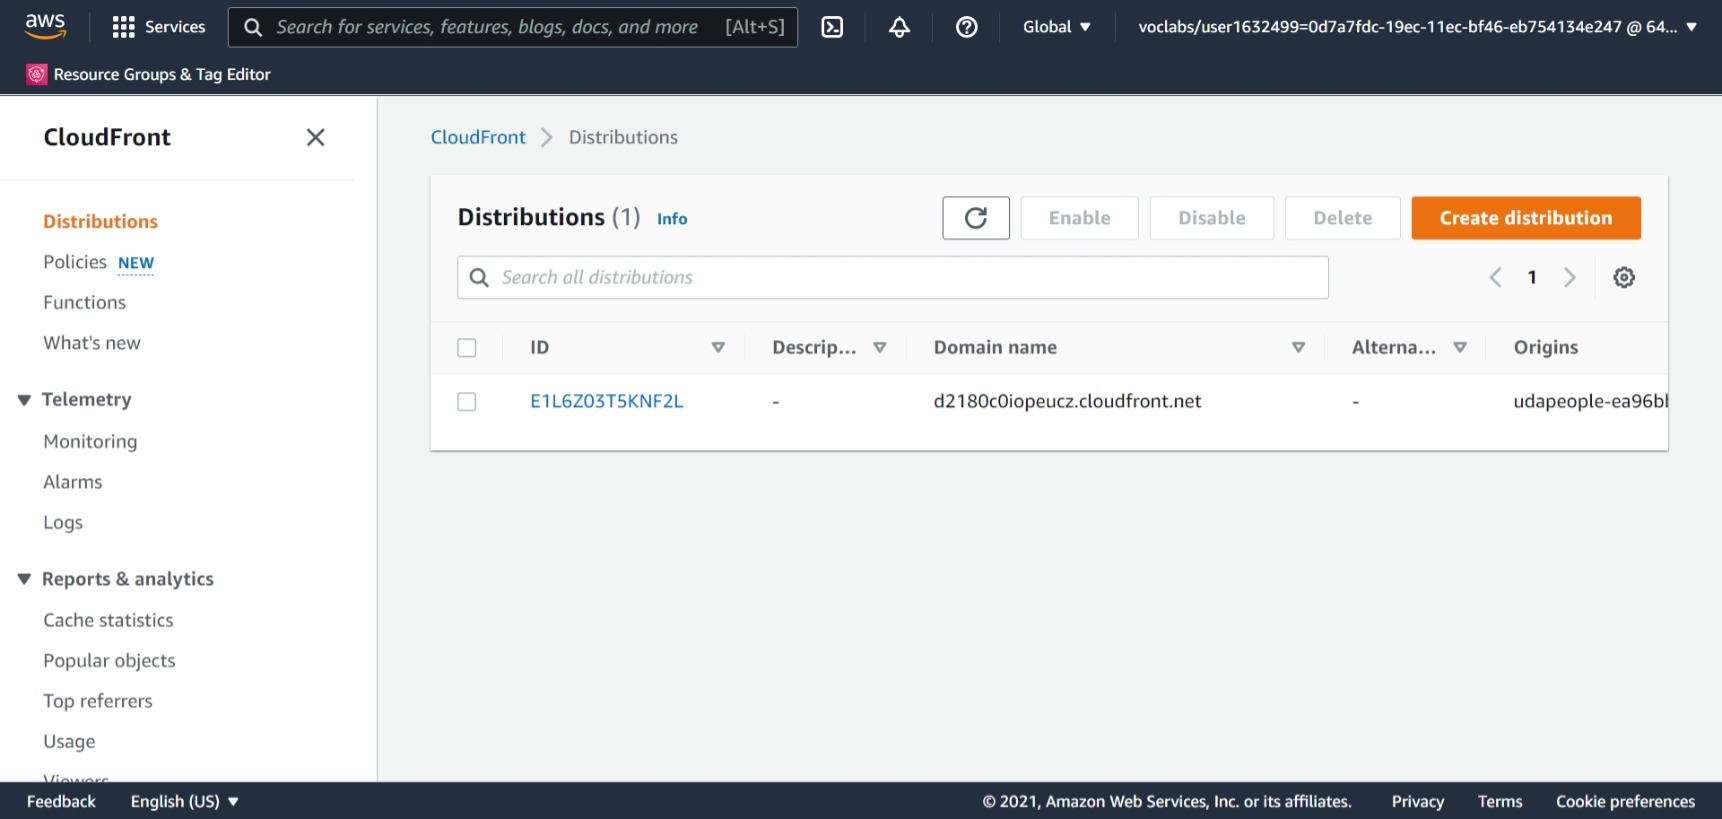 aws
Services
Search for services, features, blogs, docs, and more [Alt+S]
Global
voclabs/user1632499=0d7a7fdc-19ec-11ec-bf46-eb754134e247 @ 64...
Resource Groups & Tag Editor
CloudFront
Distributions
Policies NEW
Functions
What's new
Telemetry
Monitoring
Alarms
Logs
Reports & analytics
Cache statistics
Popular objects
Top referrers
Usage
Viewers
CloudFront > Distributions
Distributions (1) Info
Enable
Disable
Delete
Create distribution
Search all distributions
1
ID Descrip... Domain name Alterna... Origins
E1L6Z03T5KNF2L - d2180c0iopeucz.cloudfront.net - udapeople-ea96bl
Feedback English (US) © 2021, Amazon Web Services, Inc. or its affiliates. Privacy Terms Cookie preferences